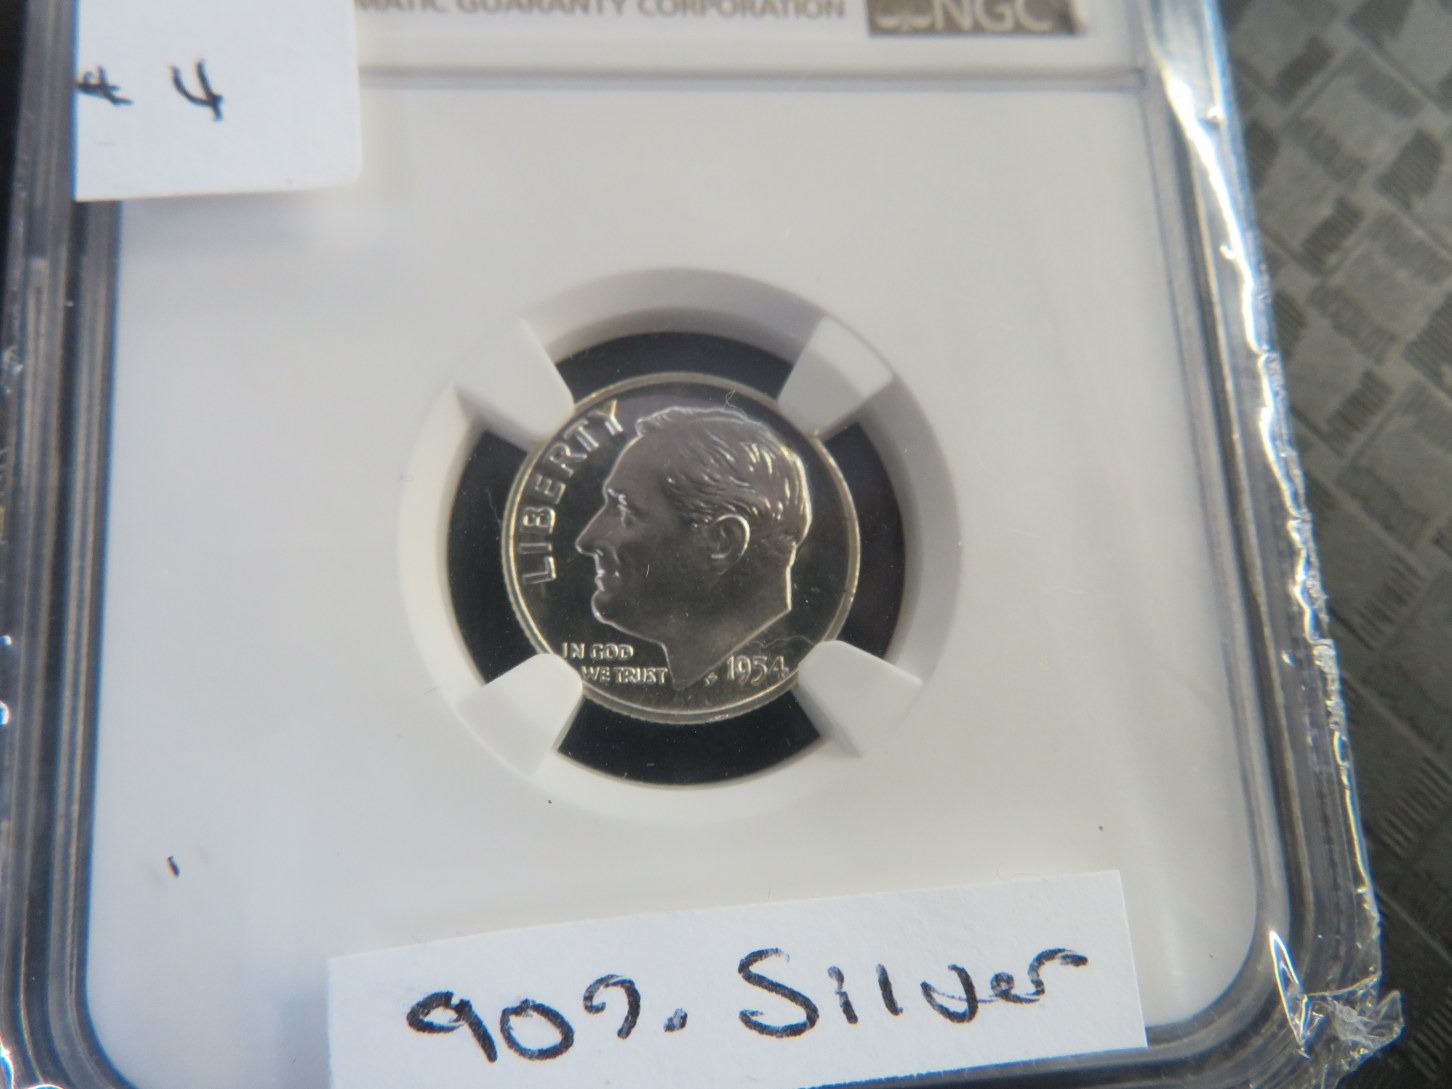 MATIC GUARANTY CORPORATION NGC
# 4
LIBERTY
IN GOD
WE TRUST
1954
90%. Silver